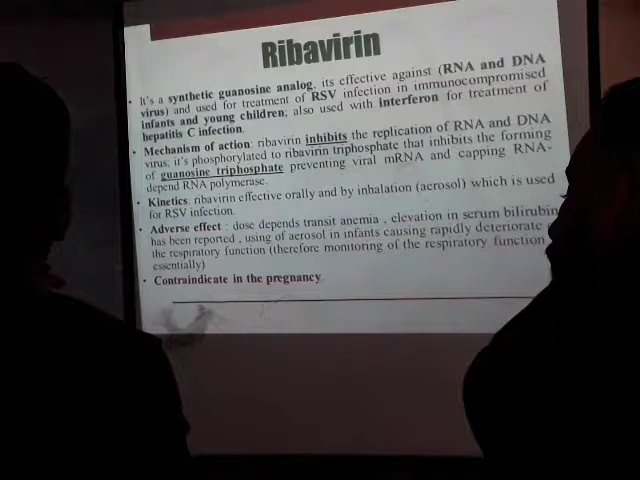 Ribavirin
• It's a synthetic guanosine analog, its effective against (RNA and DNA
virus) and used for treatment of RSV infection in immunocompromised
infants and young children; also used with interferon for treatment of
hepatitis C infection.
• Mechanism of action: ribavirin inhibits the replication of RNA and DNA
virus; it's phosphorylated to ribavirin triphosphate that inhibits the forming
of guanosine triphosphate preventing viral mRNA and capping RNA-
depend RNA polymerase.
• Kinetics: ribavirin effective orally and by inhalation (aerosol) which is used
for RSV infection.
• Adverse effect : dose depends transit anemia , elevation in serum bilirubin
has been reported , using of aerosol in infants causing rapidly deteriorate
the respiratory function (therefore monitoring of the respiratory function
essentially)
• Contraindicate in the pregnancy